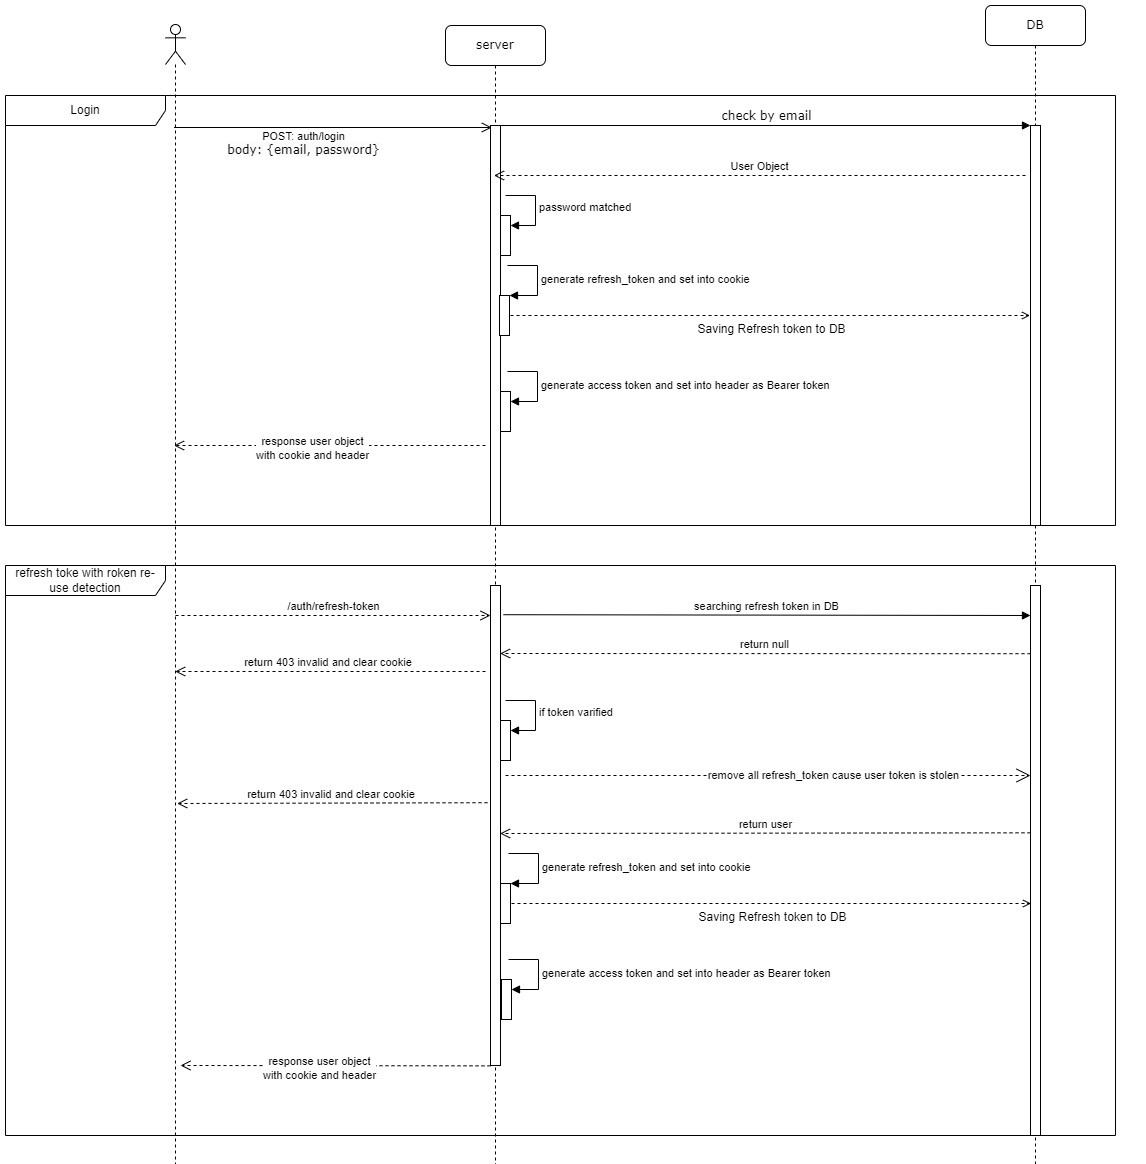 DB
server
Login
check by email
POST: auth/login
body: {email, password}
User Object
password matched
generate refresh_token and set into cookie
Saving Refresh token to DB
generate access token and set into header as Bearer token
response user object
with cookie and header
refresh toke with roken re-
use detection
/auth/refresh-token
searching refresh token in DB
return null
return 403 invalid and clear cookie
if token varified
remove all refresh_token cause user token is stolen
return 403 invalid and clear cookie
return user
generate refresh_token and set into cookie
Saving Refresh token to DB
generate access token and set into header as Bearer token
response user object
with cookie and header